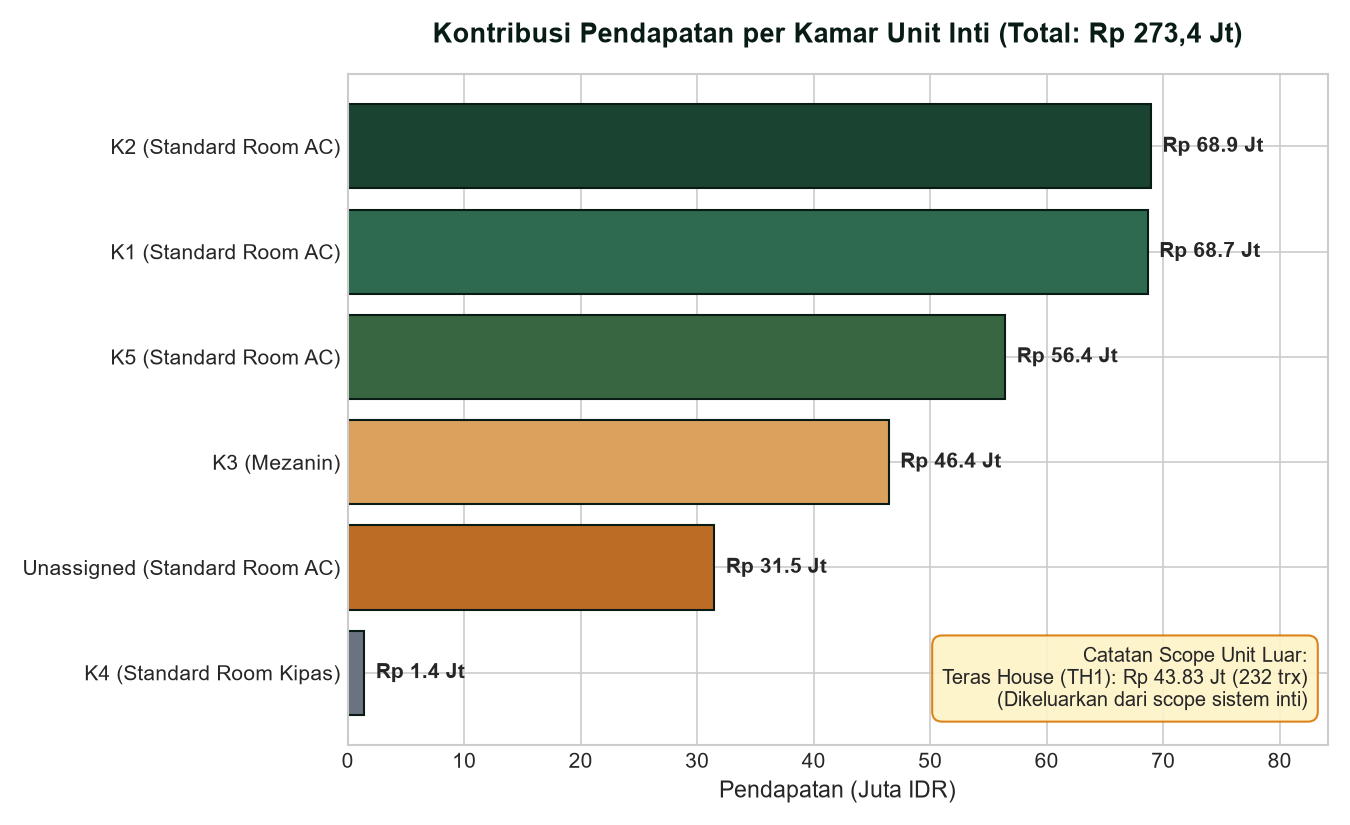 Kontribusi Pendapatan per Kamar Unit Inti (Total: Rp 273,4 Jt)
K2 (Standard Room AC)
Rp 68.9 Jt
K1 (Standard Room AC)
Rp 68.7 Jt
K5 (Standard Room AC)
Rp 56.4 Jt
K3 (Mezanin)
Rp 46.4 Jt
Unassigned (Standard Room AC)
Rp 31.5 Jt
K4 (Standard Room Kipas)
Rp 1.4 Jt
Catatan Scope Unit Luar:
Teras House (TH1): Rp 43.83 Jt (232 trx)
(Dikeluarkan dari scope sistem inti)
0 10 20 30 40 50 60 70 80
Pendapatan (Juta IDR)